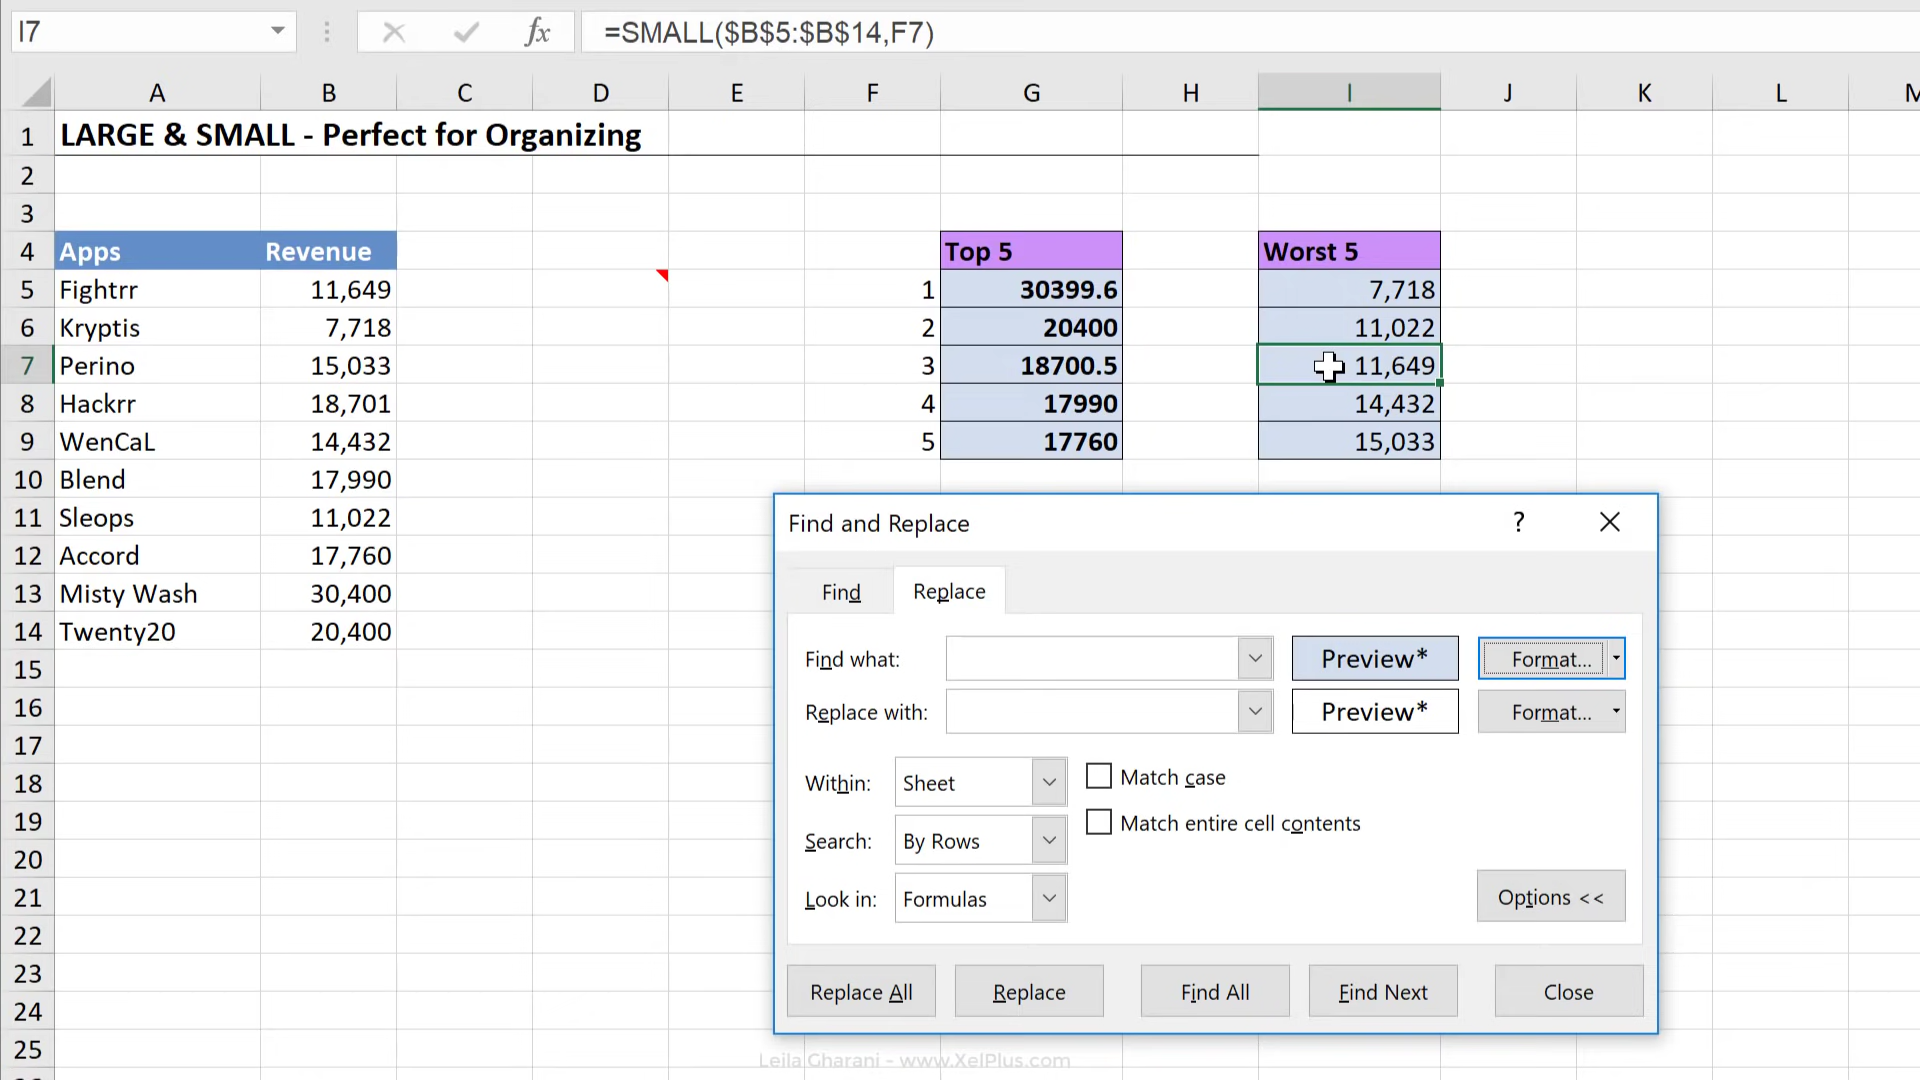 I7 fx =SMALL($B$5:$B$14,F7)
A B C D E F G H I J K L M
1 LARGE & SMALL - Perfect for Organizing
2
3
4 Apps Revenue Top 5 Worst 5
5 Fightrr 11,649 1 30399.6 7,718
6 Kryptis 7,718 2 20400 11,022
7 Perino 15,033 3 18700.5 11,649
8 Hackrr 18,701 4 17990 14,432
9 WenCaL 14,432 5 17760 15,033
10 Blend 17,990
11 Sleops 11,022
12 Accord 17,760
13 Misty Wash 30,400
14 Twenty20 20,400
15
16
17
18
19
20
21
22
23
24
25
Find and Replace ?
Find Replace
Find what: Preview* Format...
Replace with: Preview* Format...
Within: Sheet Match case
Match entire cell contents
Search: By Rows
Look in: Formulas Options <<
Replace All Replace Find All Find Next Close
Leila Gharani - www.XelPlus.com